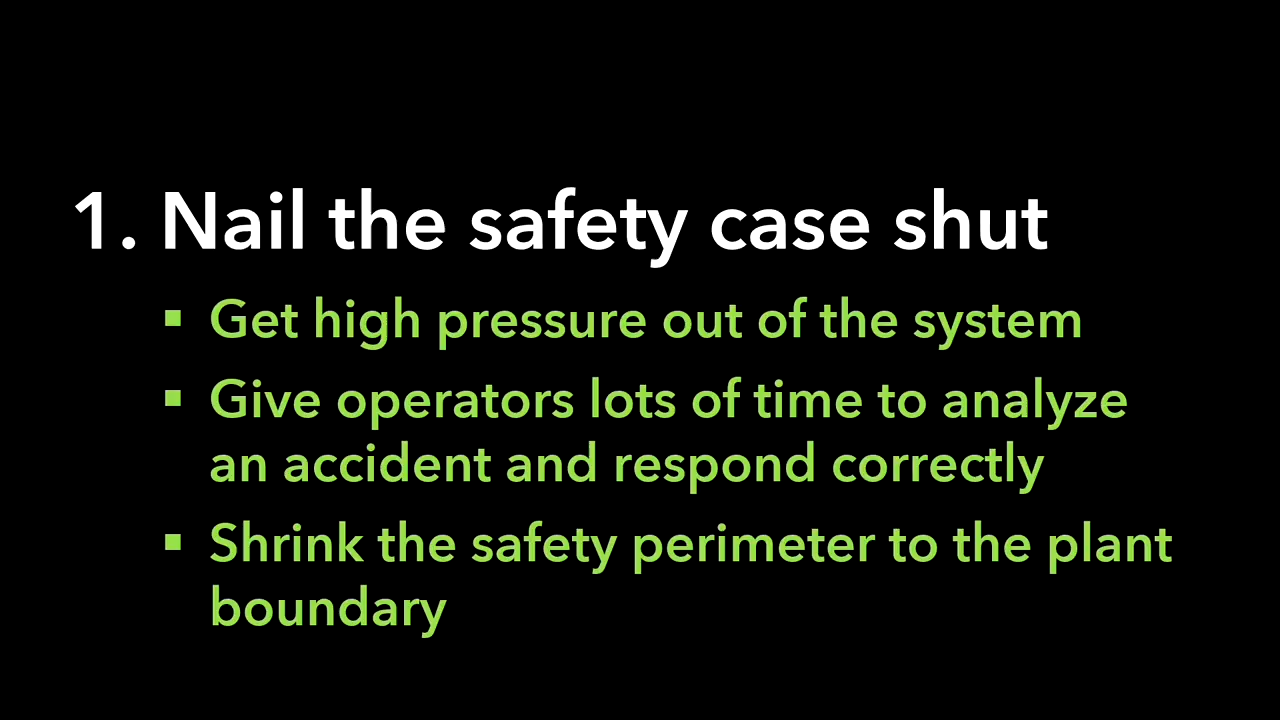 1. Nail the safety case shut
▪ Get high pressure out of the system
▪ Give operators lots of time to analyze
an accident and respond correctly
▪ Shrink the safety perimeter to the plant
boundary